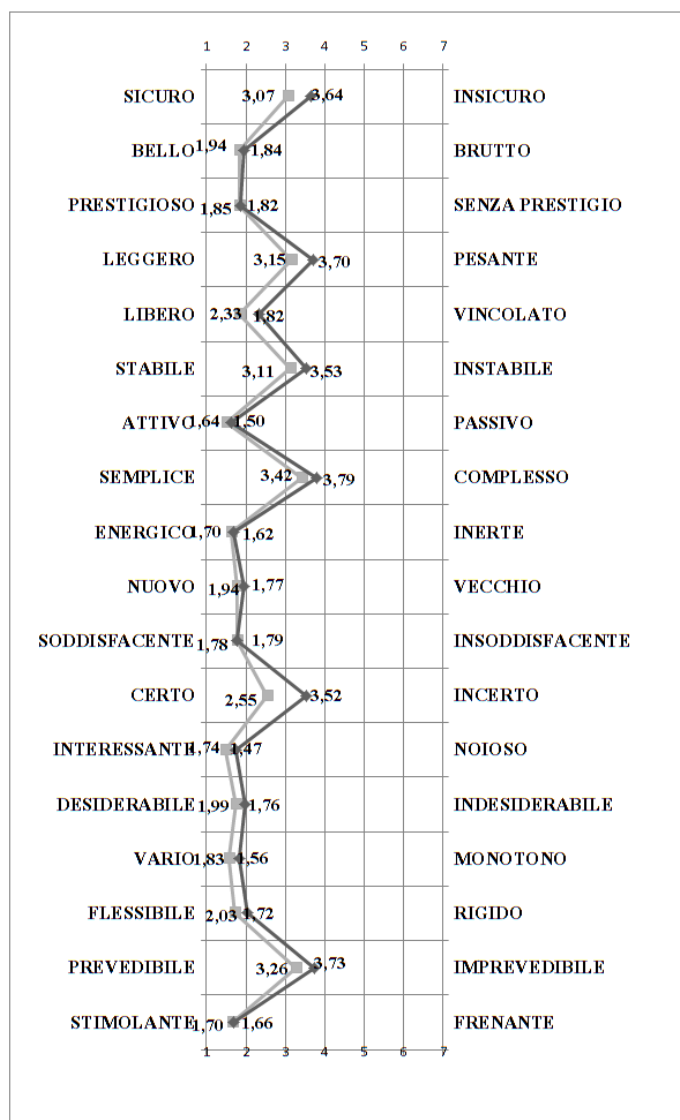 1 2 3 4 5 6 7
SICURO 3,07 3,64 INSICURO
BELLO 1,94 1,84 BRUTTO
PRESTIGIOSO 1,85 1,82 SENZA PRESTIGIO
LEGGERO 3,15 3,70 PESANTE
LIBERO 2,33 1,82 VINCOLATO
STABILE 3,11 3,53 INSTABILE
ATTIVO 1,64 1,50 PASSIVO
SEMPLICE 3,42 3,79 COMPLESSO
ENERGICO 1,70 1,62 INERTE
NUOVO 1,94 1,77 VECCHIO
SODDISFACENTE 1,78 1,79 INSODDISFACENTE
CERTO 2,55 3,52 INCERTO
INTERESSANTE 1,74 1,47 NOIOSO
DESIDERABILE 1,99 1,76 INDESIDERABILE
VARIO 1,83 1,56 MONOTONO
FLESSIBILE 2,03 1,72 RIGIDO
PREVEDIBILE 3,26 3,73 IMPREVEDIBILE
STIMOLANTE 1,70 1,66 FRENANTE
1 2 3 4 5 6 7